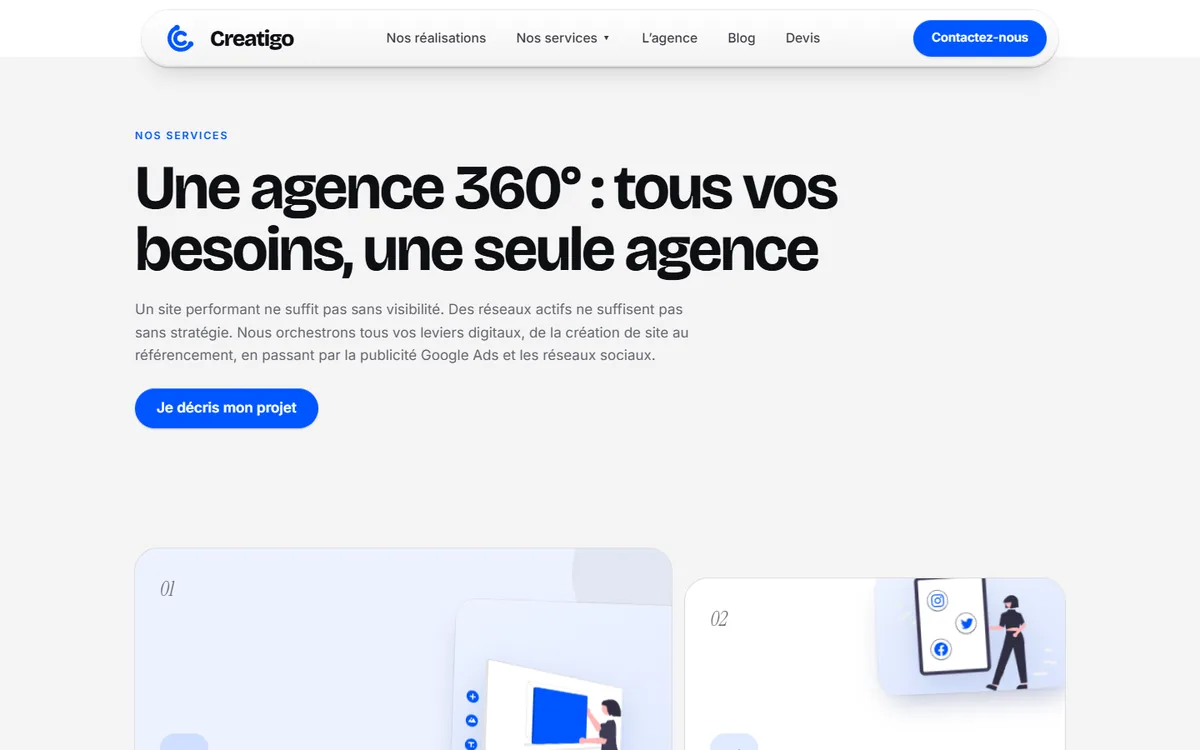 Creatigo
Nos réalisations
Nos services
L'agence
Blog
Devis
Contactez-nous
NOS SERVICES
Une agence 360° : tous vos
besoins, une seule agence
Un site performant ne suffit pas sans visibilité. Des réseaux actifs ne suffisent pas
sans stratégie. Nous orchestrons tous vos leviers digitaux, de la création de site au
référencement, en passant par la publicité Google Ads et les réseaux sociaux.
Je décris mon projet
01
02